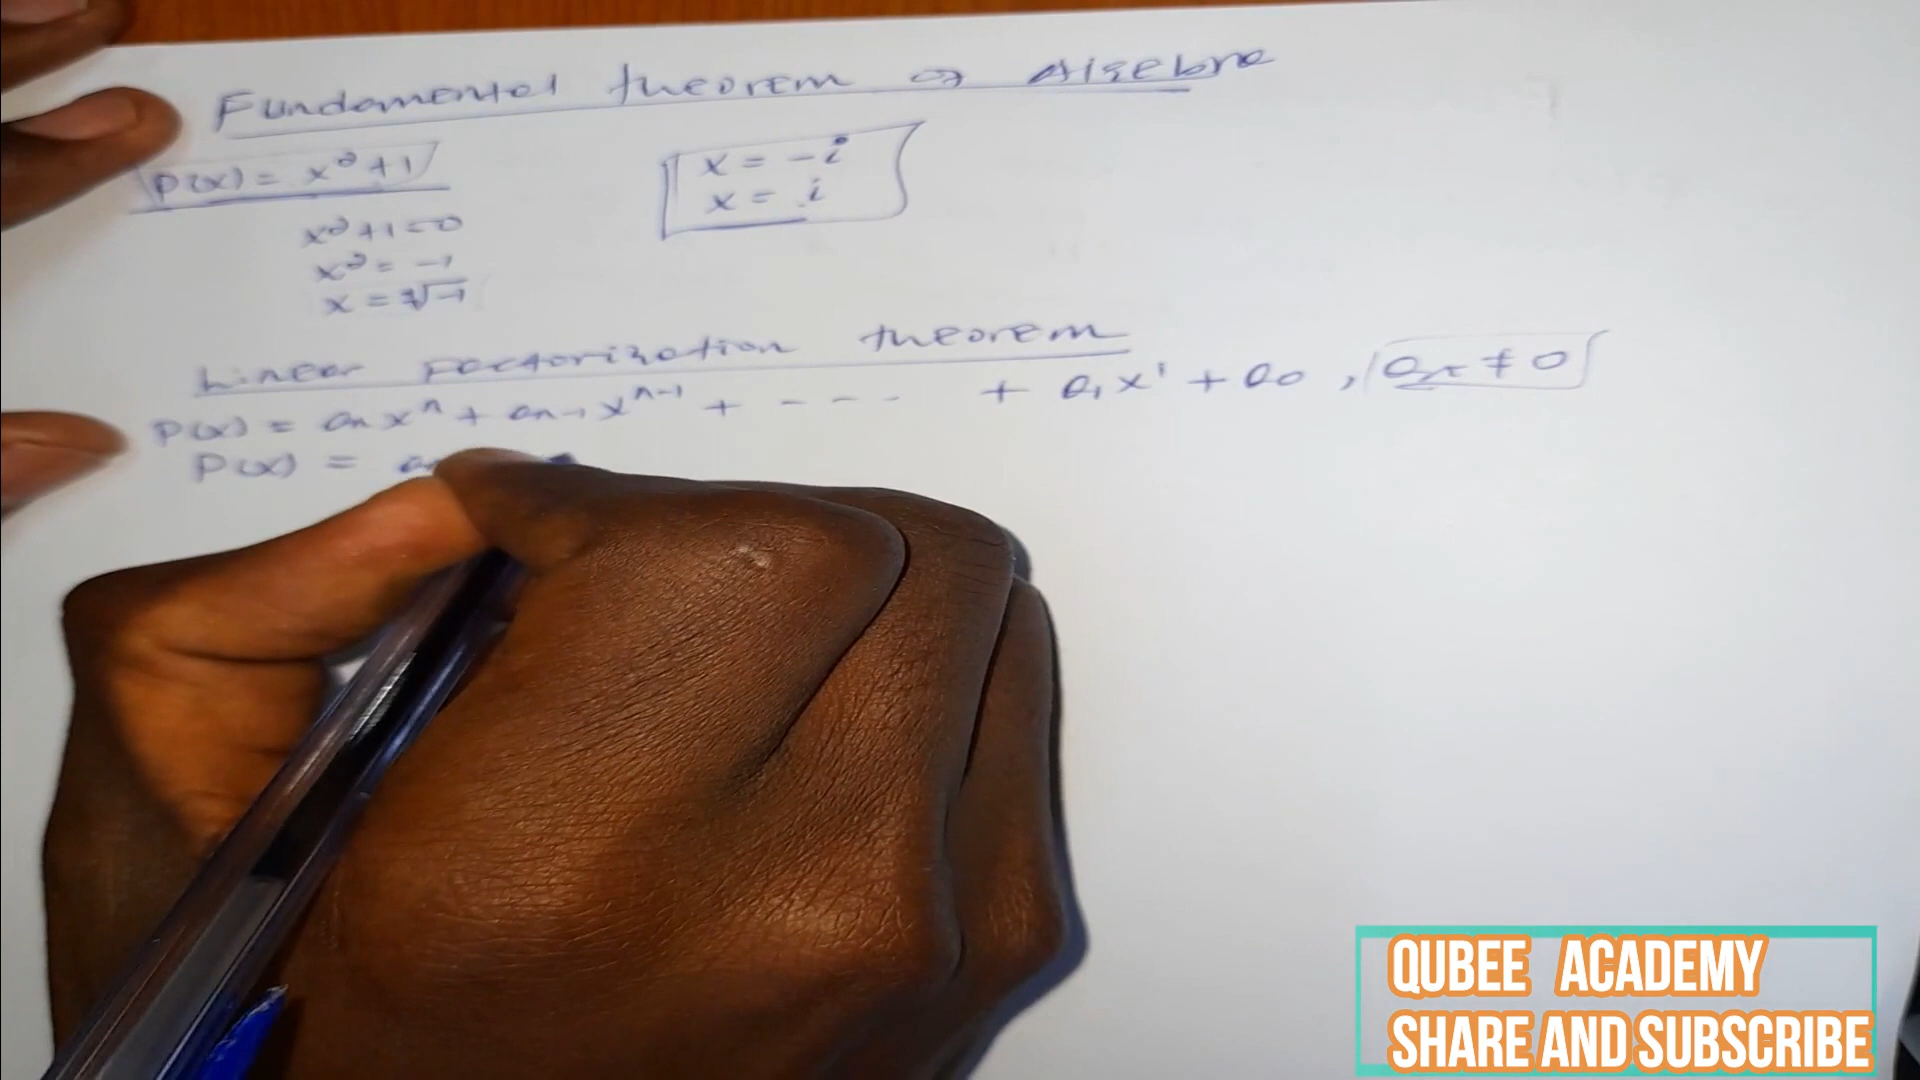 Fundamental theorem of Algebra
P(x) = x² + 1
x = -i
x = i
x² + 1 = 0
x² = -1
x = √-1
Linear Factorization theorem
P(x) = aₙxⁿ + aₙ₋₁xⁿ⁻¹ + - - - - + a₁x¹ + a₀ , aₙ ≠ 0
P(x) =
QUBEE ACADEMY
SHARE AND SUBSCRIBE